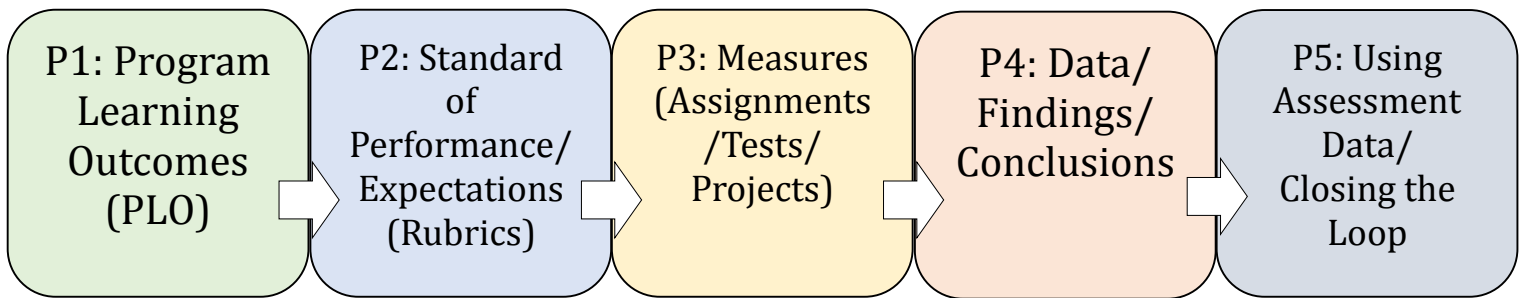 P1: Program
Learning
Outcomes
(PLO)
P2: Standard
of
Performance/
Expectations
(Rubrics)
P3: Measures
(Assignments
/Tests/
Projects)
P4: Data/
Findings/
Conclusions
P5: Using
Assessment
Data/
Closing the
Loop